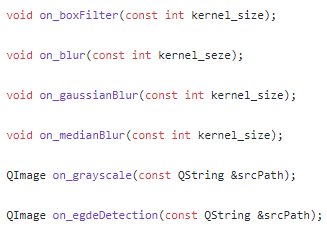 void on_boxFilter(const int kernel_size);
void on_blur(const int kernel_seze);
void on_gaussianBlur(const int kernel_size);
void on_medianBlur(const int kernel_size);
QImage on_grayscale(const QString &srcPath);
QImage on_egdeDetection(const QString &srcPath);